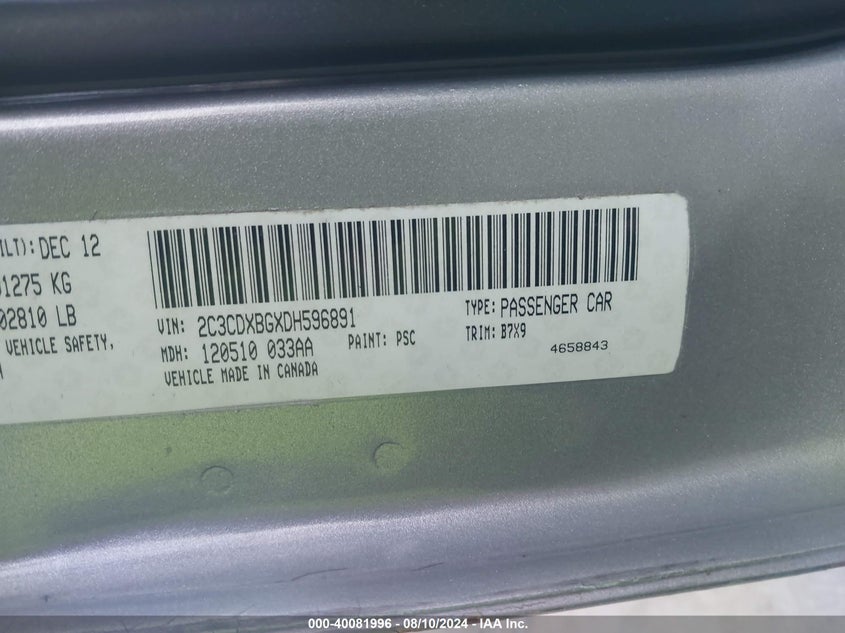 MLT): DEC 12
01275 KG
02810 LB
VEHICLE SAFETY,
VIN: 2C3CDXBGXDH596891
TYPE: PASSENGER CAR
MDH: 120510 033AA
PAINT: PSC
TRIM: B7X9
VEHICLE MADE IN CANADA
4658843
000-40081996 - 08/10/2024 - IAA Inc.